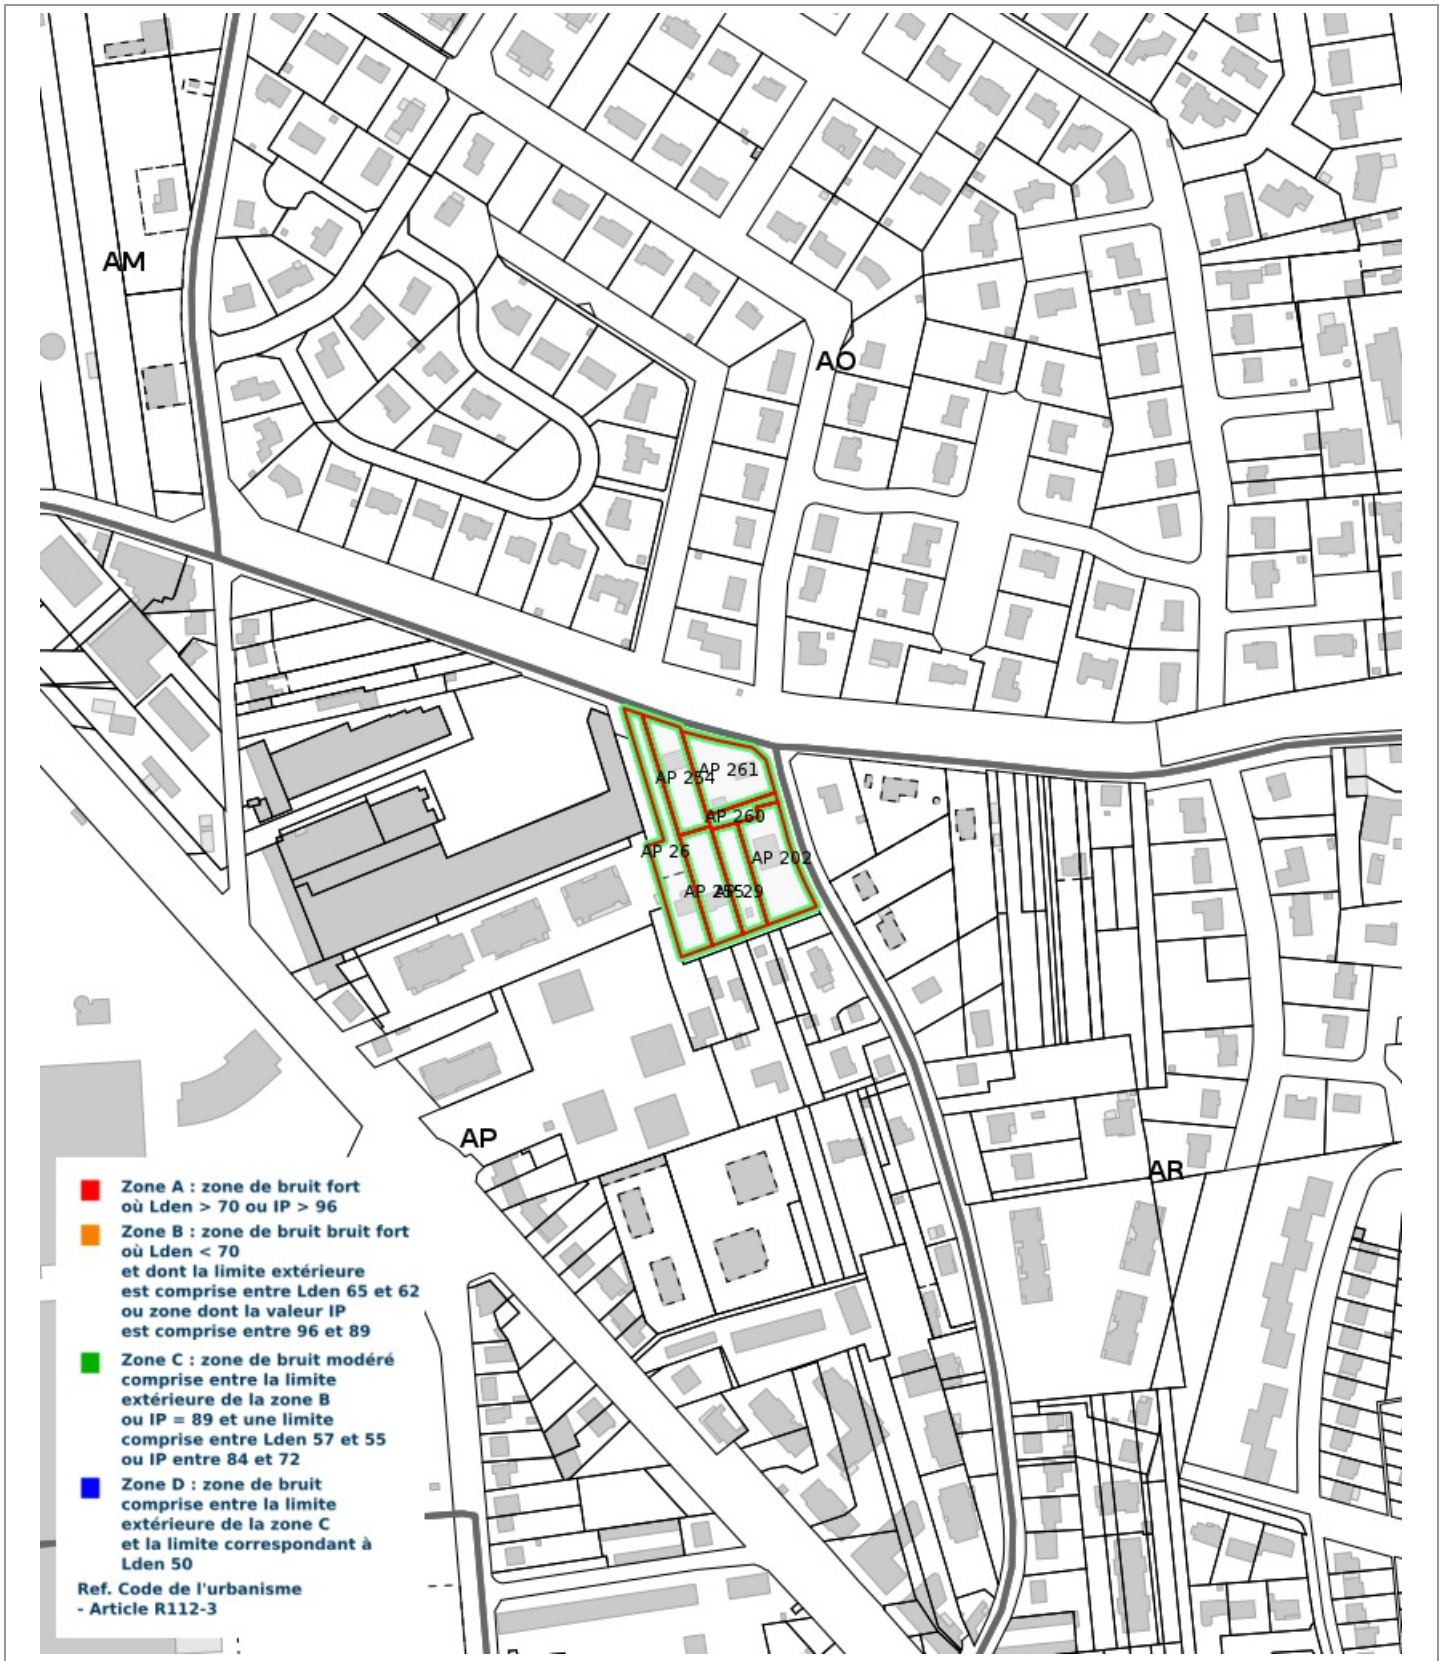 AM
AO
AP 261
AP 254
AP 260
AP 26
AP 202
AP 255
AP 29
AP
AR
Zone A : zone de bruit fort
où Lden > 70 ou IP > 96
Zone B : zone de bruit bruit fort
où Lden < 70
et dont la limite extérieure
est comprise entre Lden 65 et 62
ou zone dont la valeur IP
est comprise entre 96 et 89
Zone C : zone de bruit modéré
comprise entre la limite
extérieure de la zone B
ou IP = 89 et une limite
comprise entre Lden 57 et 55
ou IP entre 84 et 72
Zone D : zone de bruit
comprise entre la limite
extérieure de la zone C
et la limite correspondant à
Lden 50
Ref. Code de l'urbanisme
- Article R112-3